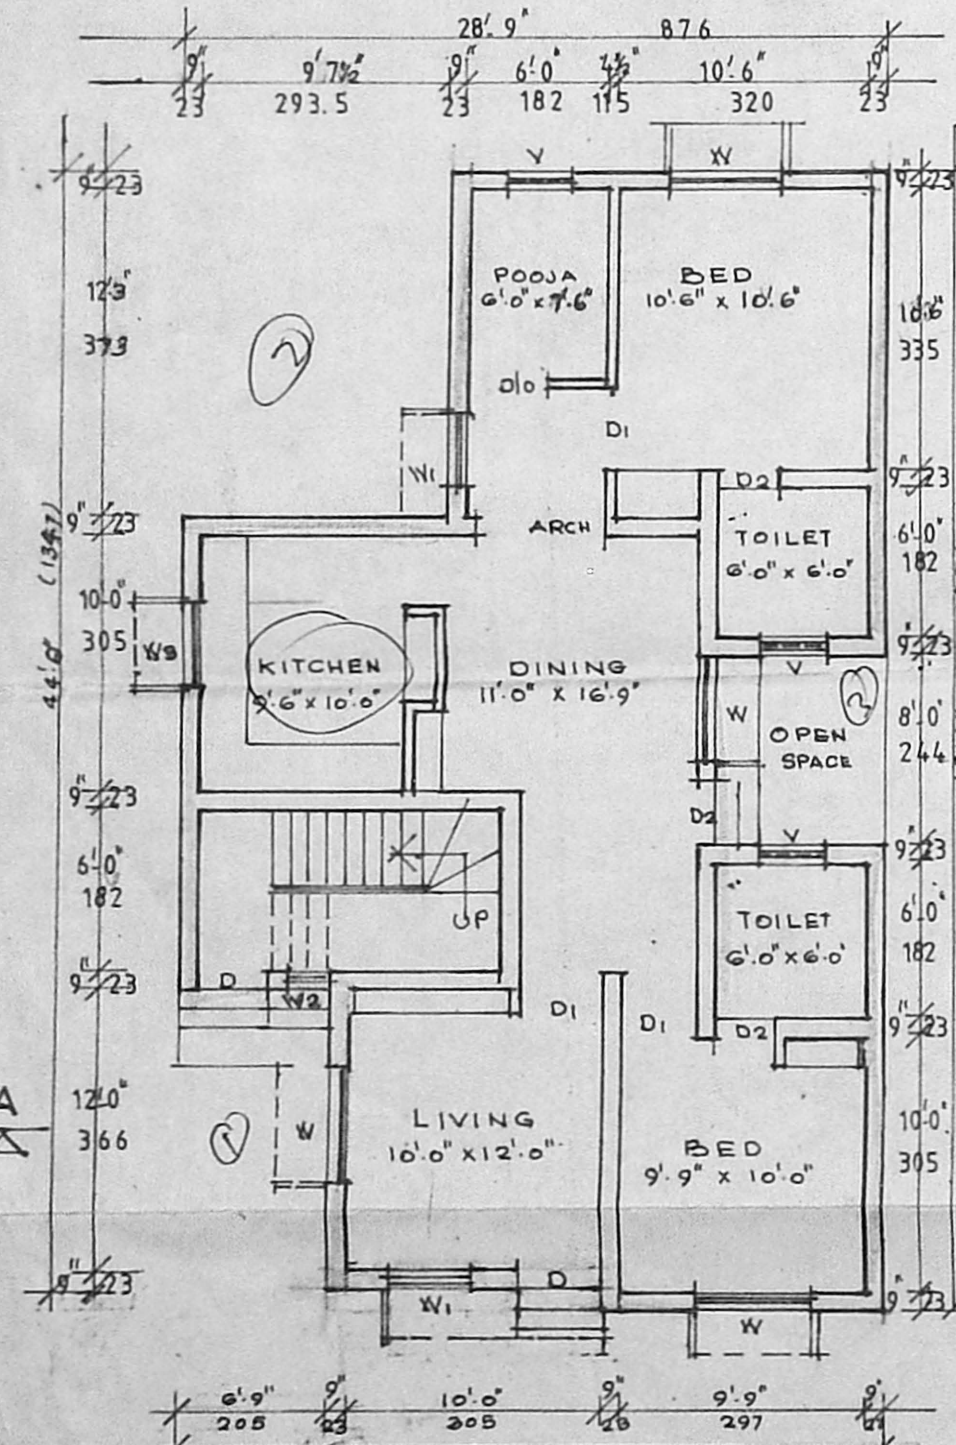 28'.9" 876
9" 9'.7½" 9" 6'.0" 4½" 10'.6" 9"
23 293.5 23 182 115 320 23
V W
9" 23
9" 23
POOJA BED
6'.0" x 7'.6" 10'.6" x 10'.6"
12'.3"
373
10'.6"
335
2
D/O
D1
W1
D2
9" 23
9" 23
ARCH
TOILET
6'.0" x 6'.0"
6'.0"
182
44'.6" (1347)
10'.0"
305
W3
9" 23
V
KITCHEN
9'.6" x 10'.0"
DINING
11'.0" x 16'.9"
W
2
OPEN
SPACE
8'.0"
244
9" 23
D2
V
9" 23
6'.0"
182
UP
TOILET
6'.0" x 6'.0"
6'.0"
182
9" 23
D
W2
D1
D1
D2
9" 23
A
12'.0"
366
1
W
LIVING
10'.0" x 12'.0"
BED
9'.9" x 10'.0"
10'.0"
305
9" 23
W1
D
W
9" 23
6'.9" 9" 10'.0" 9" 9'.9" 9"
205 23 305 23 297